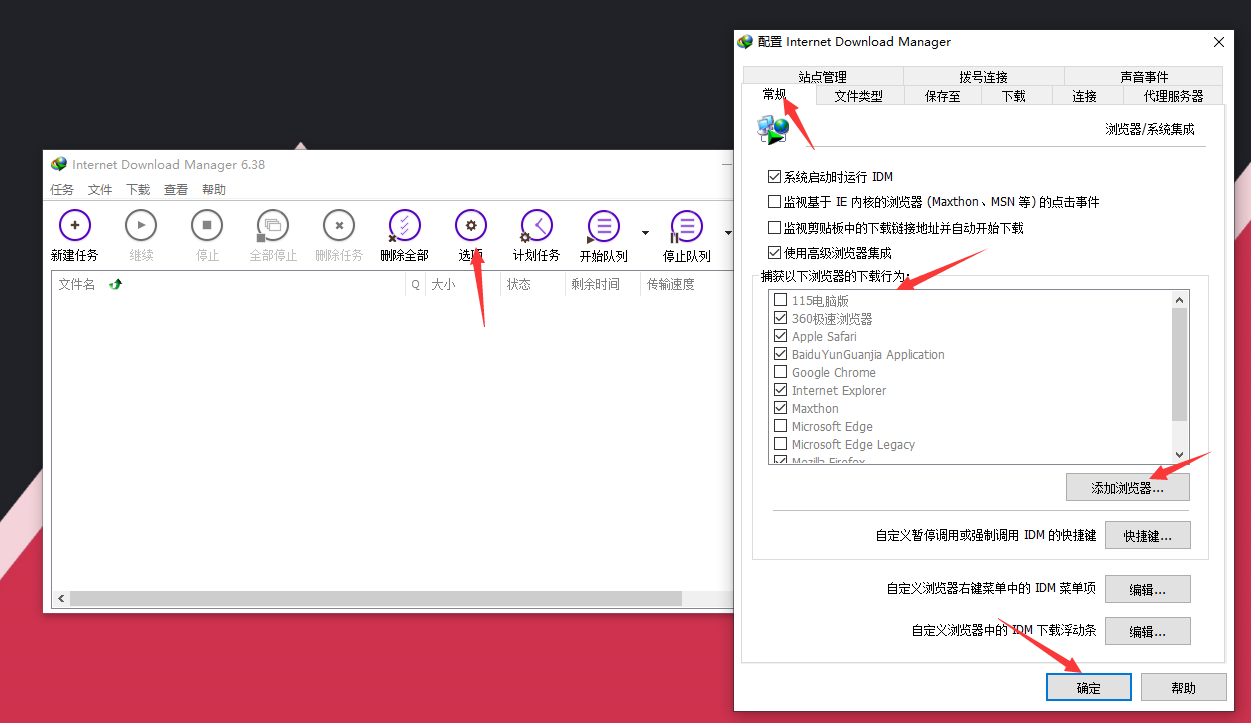 Internet Download Manager 6.38
任务 文件 下载 查看 帮助
新建任务 继续 停止 全部停止 删除任务 删除全部 选项 计划任务 开始队列 停止队列
文件名 Q 大小 状态 剩余时间 传输速度
配置 Internet Download Manager
站点管理 拨号连接 声音事件
常规 文件类型 保存至 下载 连接 代理服务器
浏览器/系统集成
系统启动时运行 IDM
监视基于 IE 内核的浏览器 (Maxthon、MSN 等) 的点击事件
监视剪贴板中的下载链接地址并自动开始下载
使用高级浏览器集成
捕获以下浏览器的下载行为:
115电脑版
360极速浏览器
Apple Safari
BaiduYunGuanjia Application
Google Chrome
Internet Explorer
Maxthon
Microsoft Edge
Microsoft Edge Legacy
Mozilla Firefox
添加浏览器...
自定义暂停调用或强制调用 IDM 的快捷键 快捷键...
自定义浏览器右键菜单中的 IDM 菜单项 编辑...
自定义浏览器中的 IDM 下载浮动条 编辑...
确定 帮助